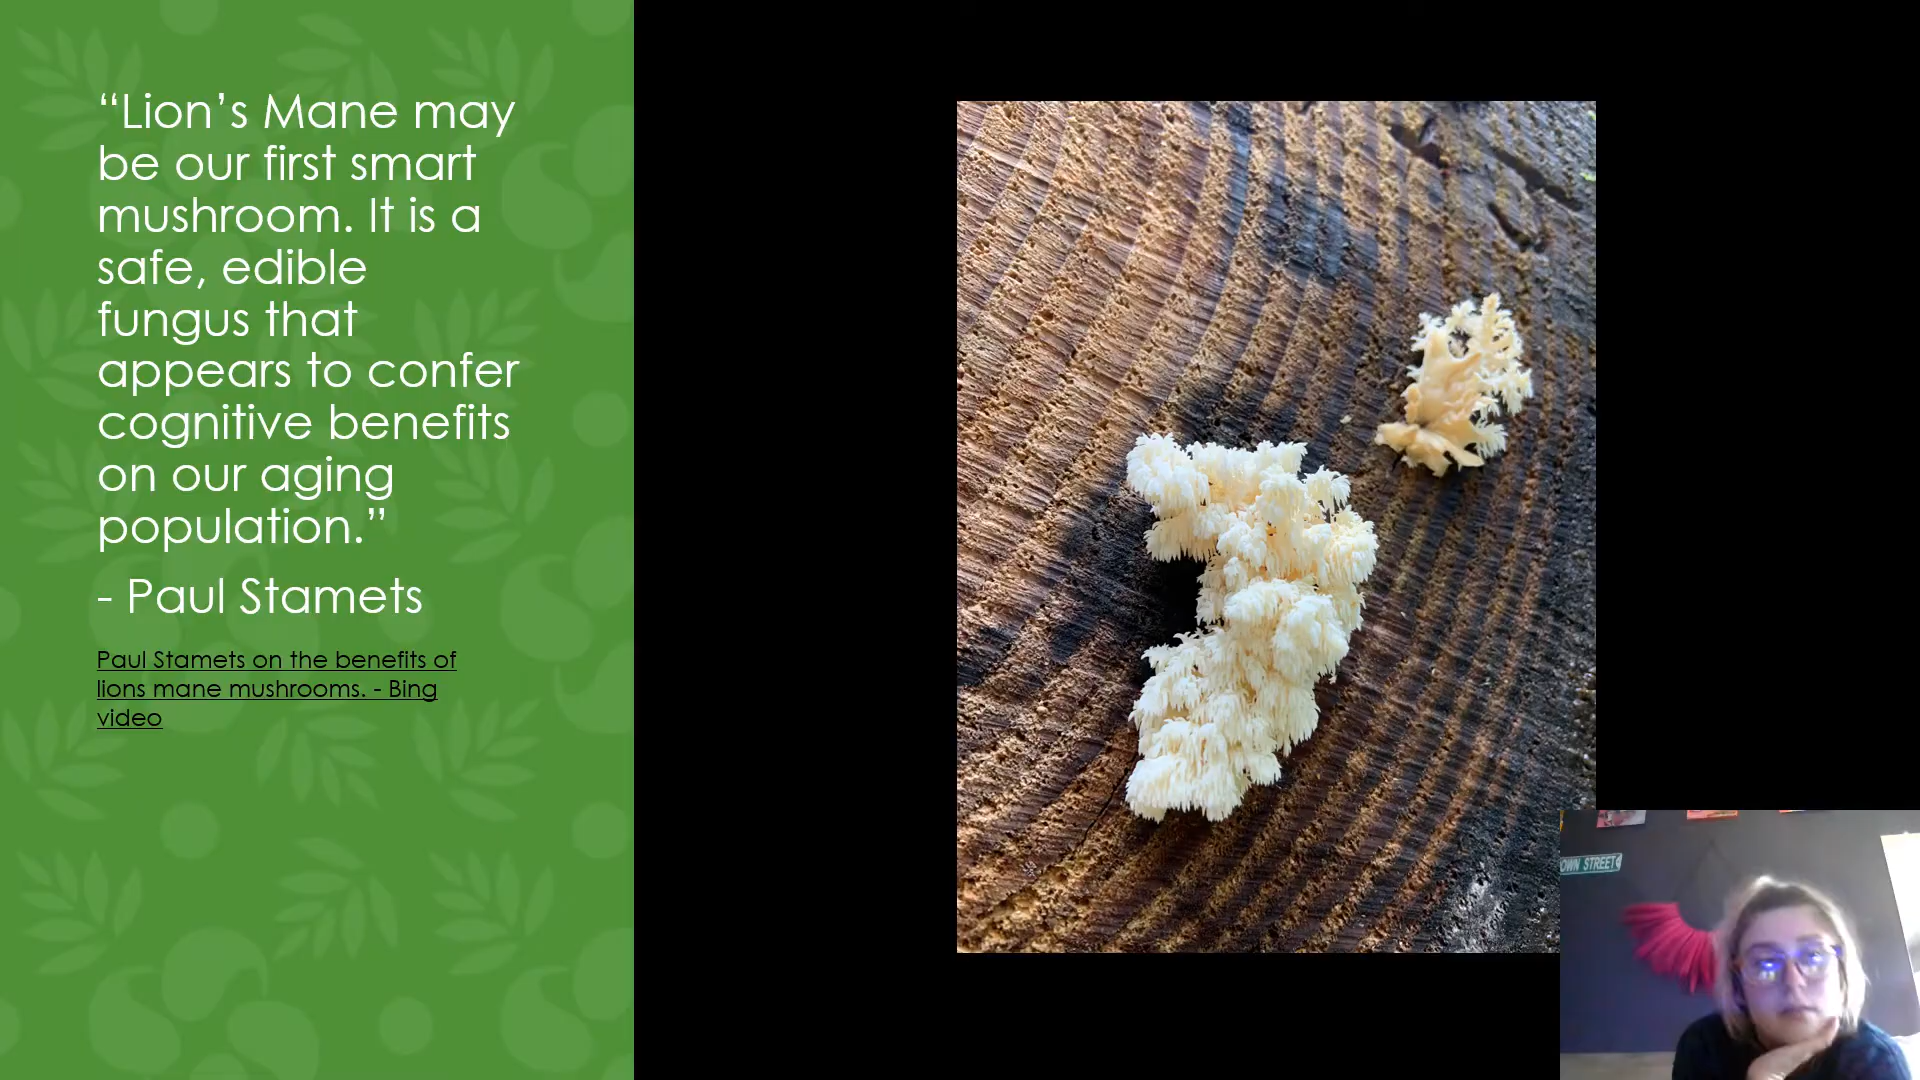 “Lion’s Mane may
be our first smart
mushroom. It is a
safe, edible
fungus that
appears to confer
cognitive benefits
on our aging
population.”
- Paul Stamets
Paul Stamets on the benefits of
lions mane mushrooms. - Bing
video
OWN STREET